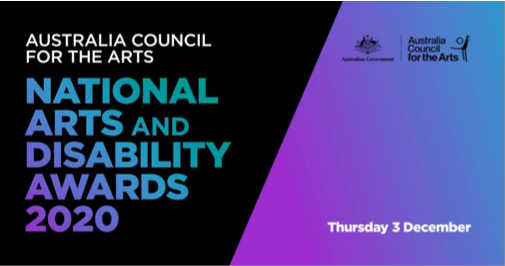 AUSTRALIA COUNCIL
FOR THE ARTS
NATIONAL
ARTS AND
DISABILITY
AWARDS
2020
Australian Government
Australia
Council
for the Arts
Thursday 3 December